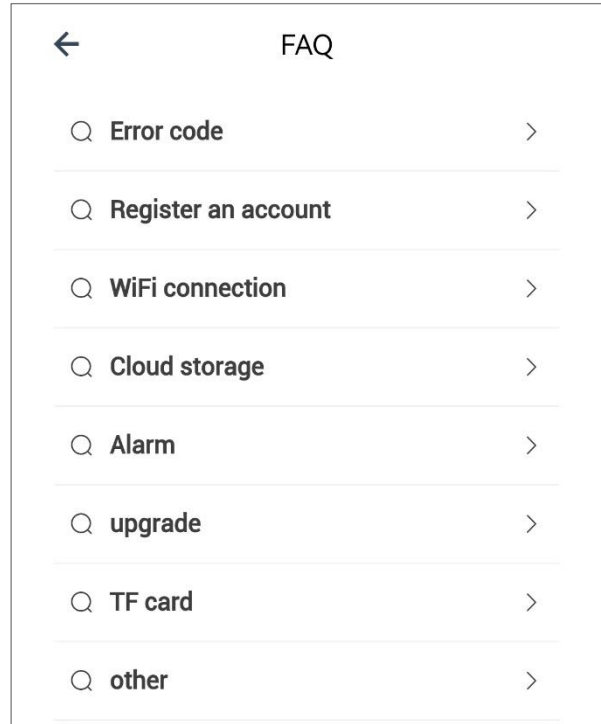 FAQ
Error code
Register an account
WiFi connection
Cloud storage
Alarm
upgrade
TF card
other